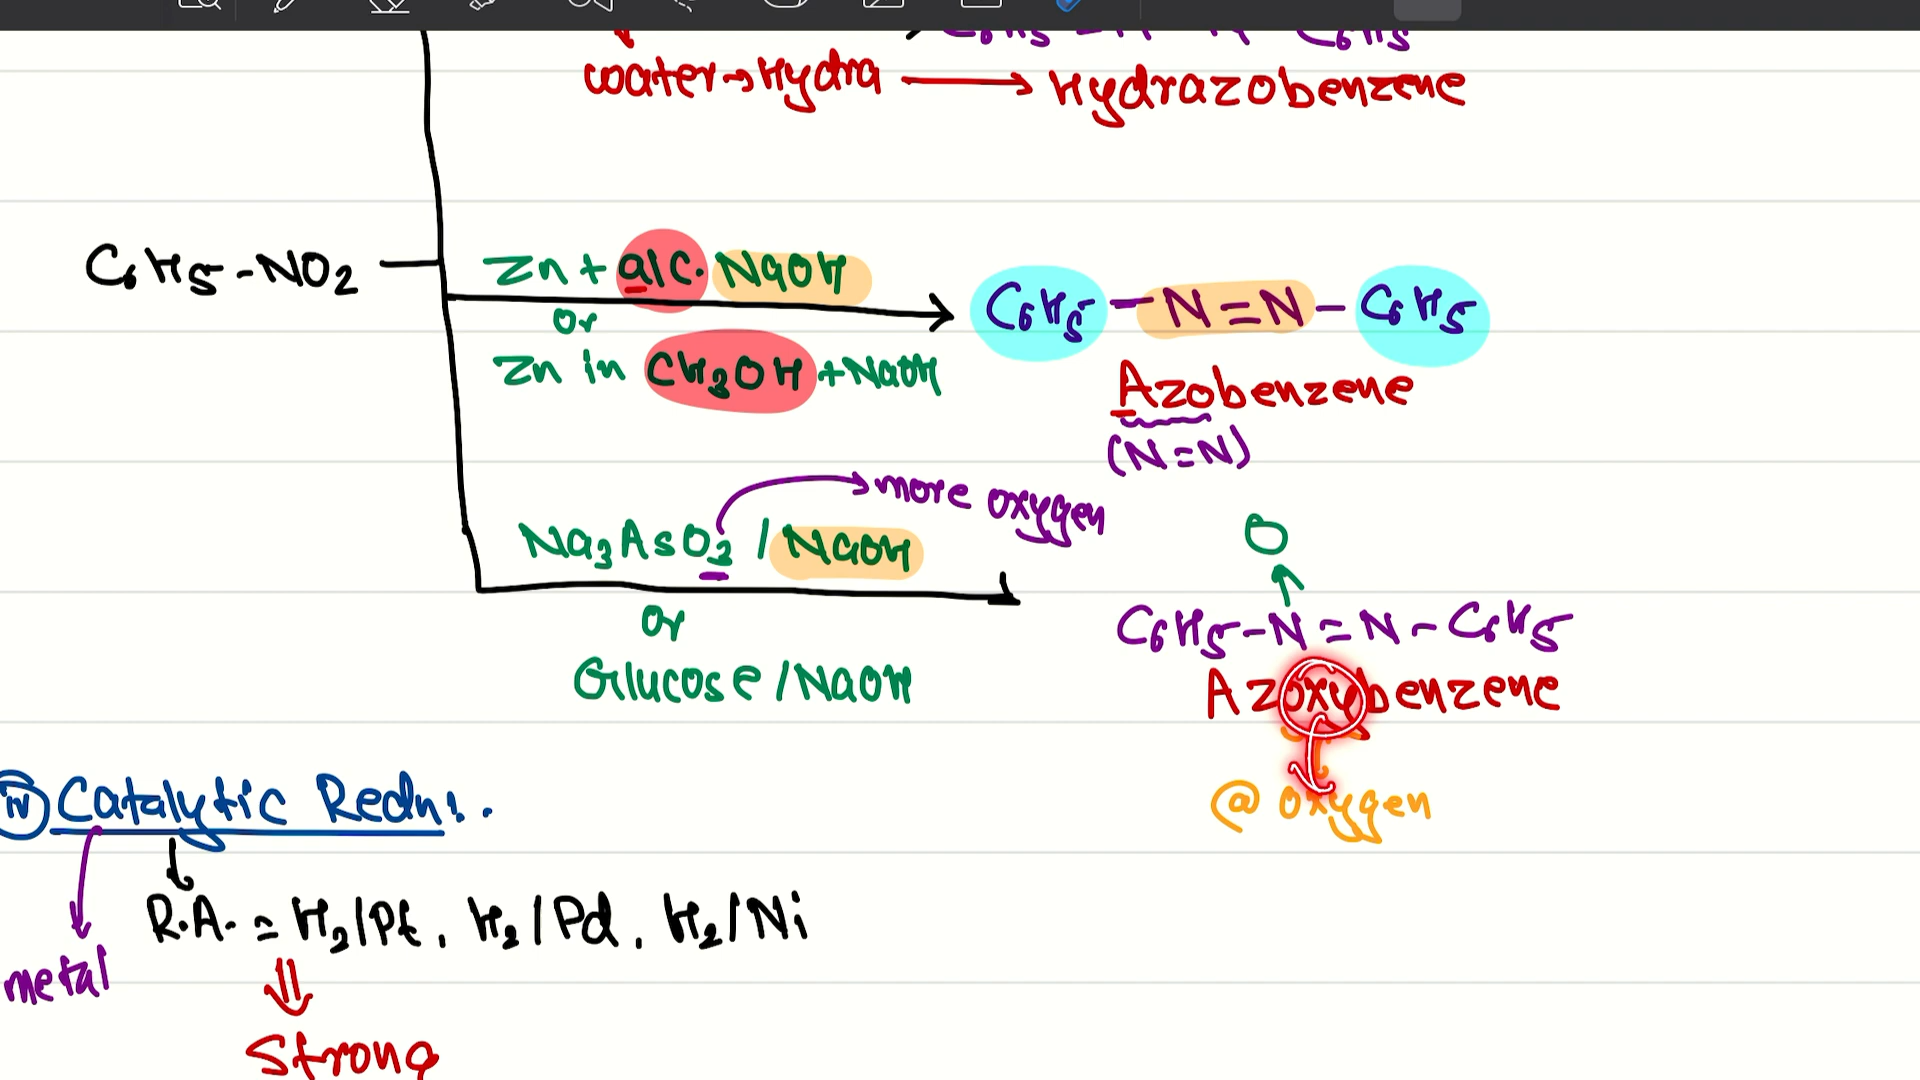 water→Hydra → Hydrazobenzene
C6H5-NO2
Zn + alc. NaOH
Or
Zn in CH3OH + NaOH
C6H5-N=N-C6H5
Azobenzene
(N=N)
Na3AsO3 / NaOH
→ more oxygen
Or
Glucose / NaOH
O
↑
C6H5-N=N-C6H5
Azoxybenzene
@ oxygen
iv) Catalytic Redn:.
R.A. = H2/Pt, H2/Pd, H2/Ni
metal
Strong